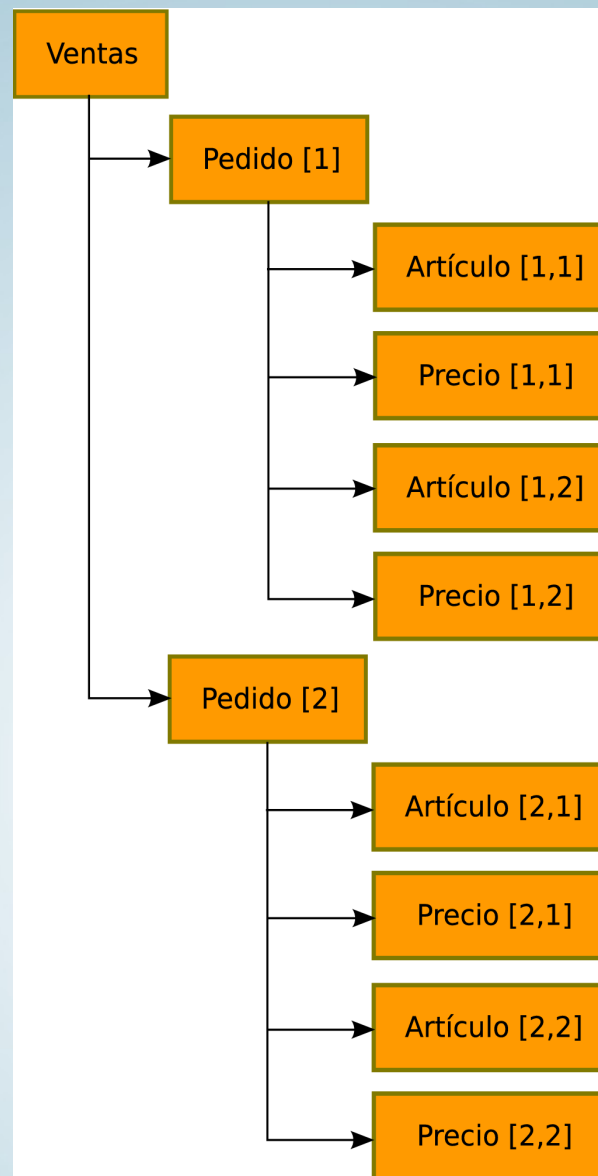 Ventas
Pedido [1]
Artículo [1,1]
Precio [1,1]
Artículo [1,2]
Precio [1,2]
Pedido [2]
Artículo [2,1]
Precio [2,1]
Artículo [2,2]
Precio [2,2]